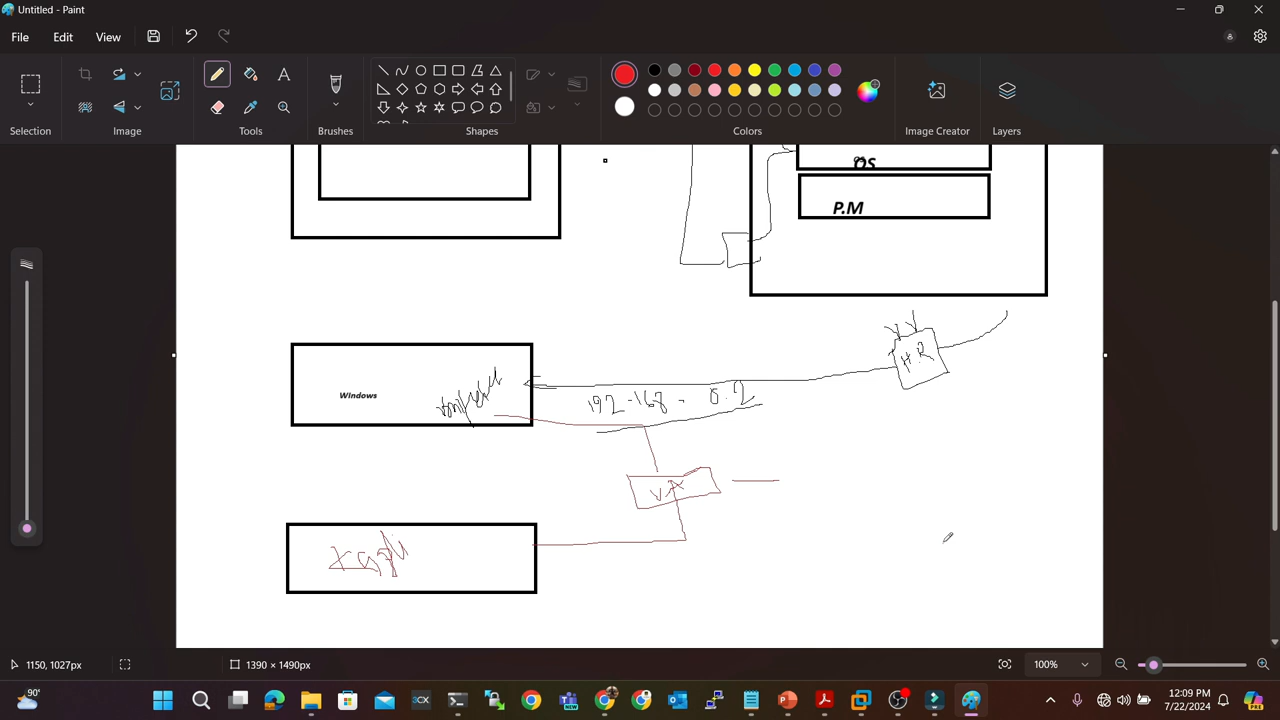 Untitled - Paint
File
Edit
View
Selection
Image
Tools
Brushes
Shapes
Colors
Image Creator
Layers
OS
P.M
H.R
Windows
192-168- 0.2
1150, 1027px
1390 × 1490px
100%
90°
12:09 PM
7/22/2024